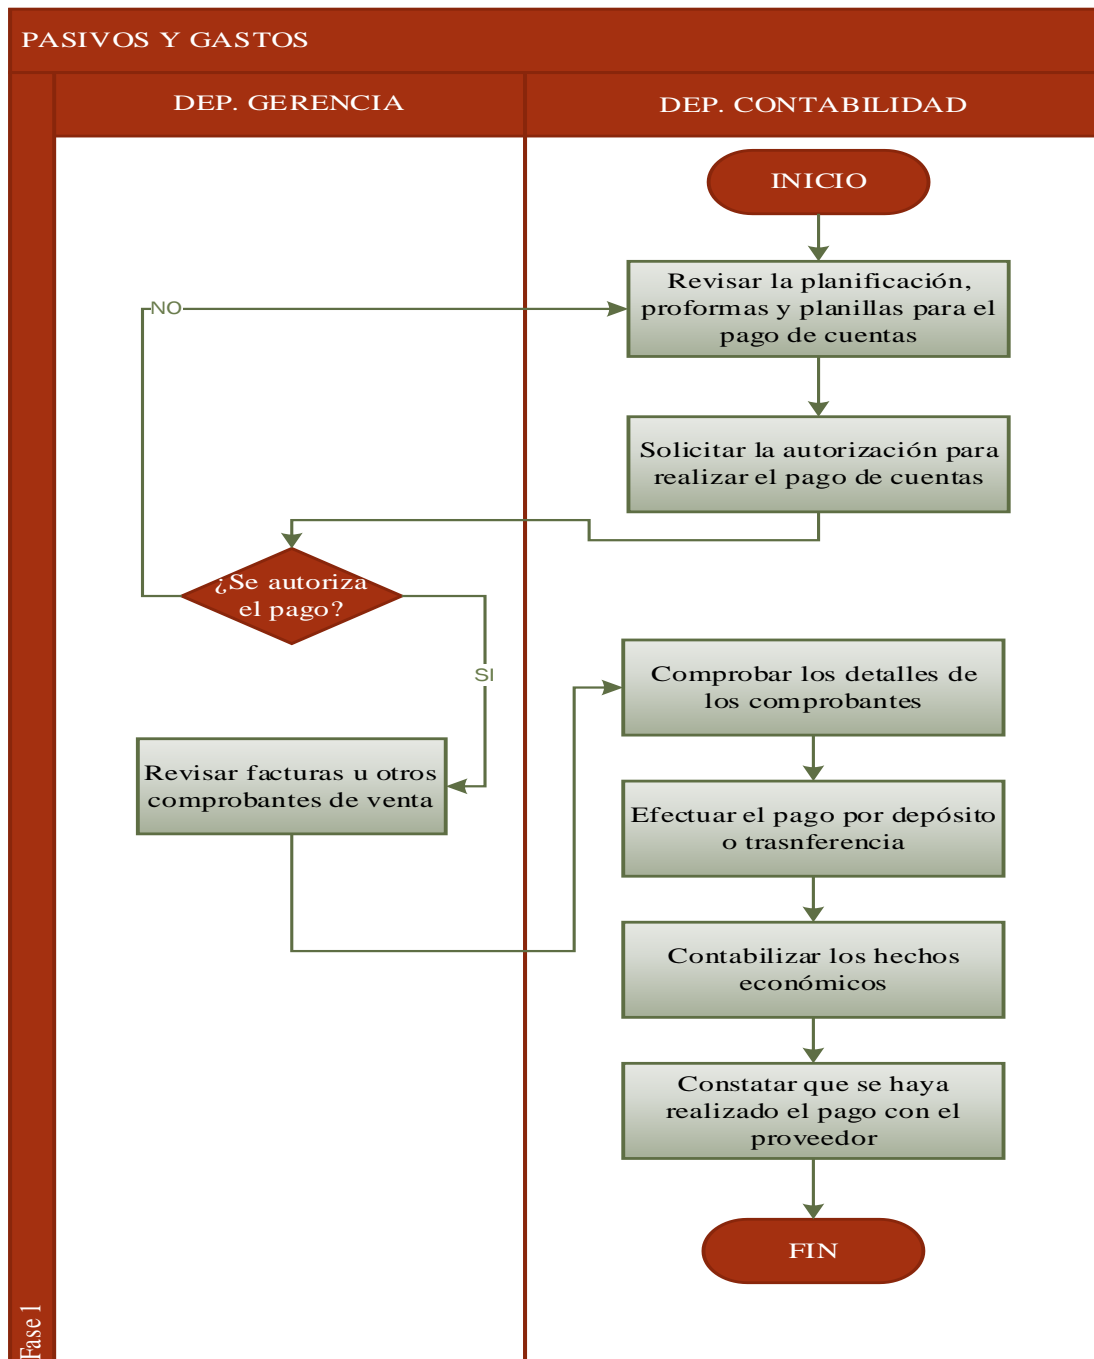 PASIVOS Y GASTOS
DEP. GERENCIA
DEP. CONTABILIDAD
INICIO
Revisar la planificación,
proformas y planillas para el
pago de cuentas
NO
Solicitar la autorización para
realizar el pago de cuentas
¿Se autoriza
el pago?
SI
Revisar facturas u otros
comprobantes de venta
Comprobar los detalles de
los comprobantes
Efectuar el pago por depósito
o trasnferencia
Contabilizar los hechos
económicos
Constatar que se haya
realizado el pago con el
proveedor
FIN
Fase 1